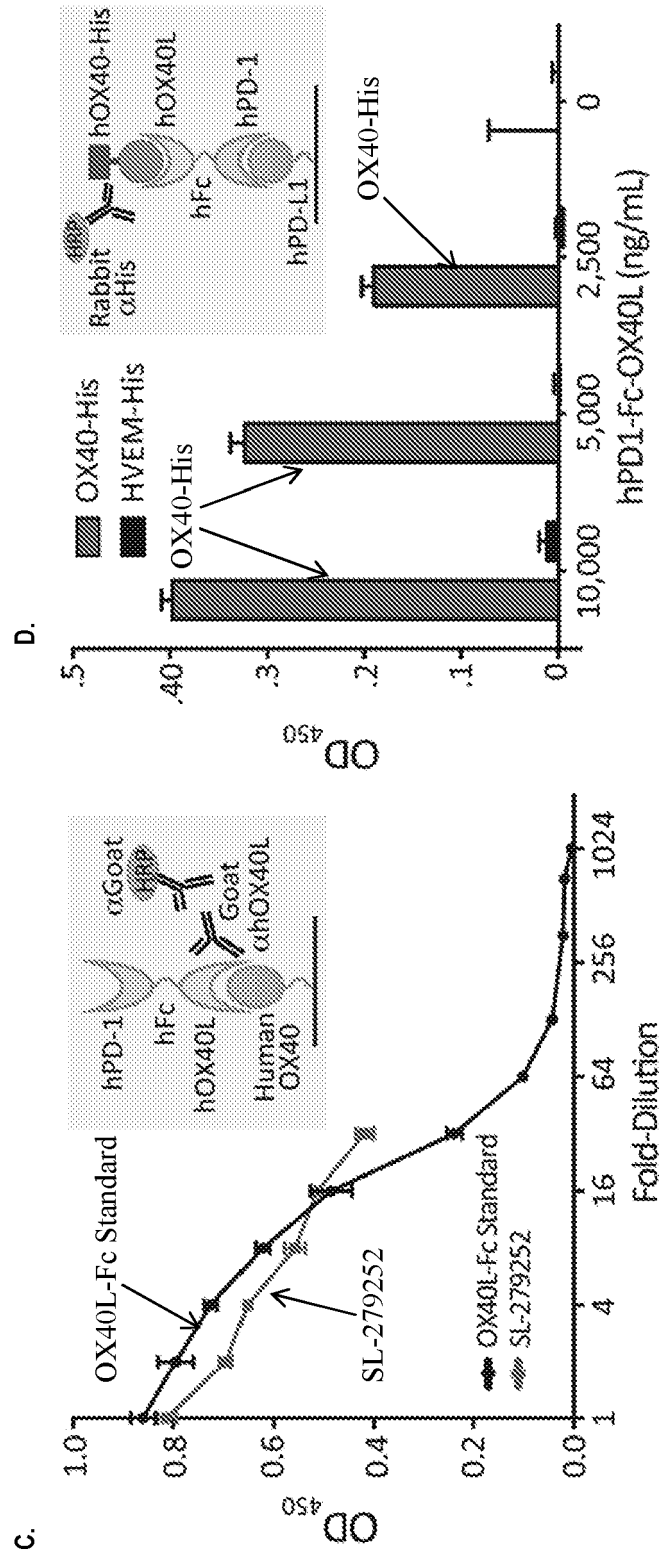 C.
OD450
1.0
0.8
0.6
0.4
0.2
0.0
1
4
16
64
256
1024
Fold-Dilution
OX40L-Fc Standard
SL-279252
OX40L-Fc Standard
SL-279252
hPD-1
hFc
hOX40L
Human
OX40
αGoat
HRP
Goat
αhOX40L
D.
OD450
.5
.40
.3
.2
.1
0
10,000
5,000
2,500
0
hPD1-Fc-OX40L (ng/mL)
OX40-His
HVEM-His
OX40-His
OX40-His
HRP
Rabbit
αHis
hOX40-His
hOX40L
hFc
hPD-1
hPD-L1